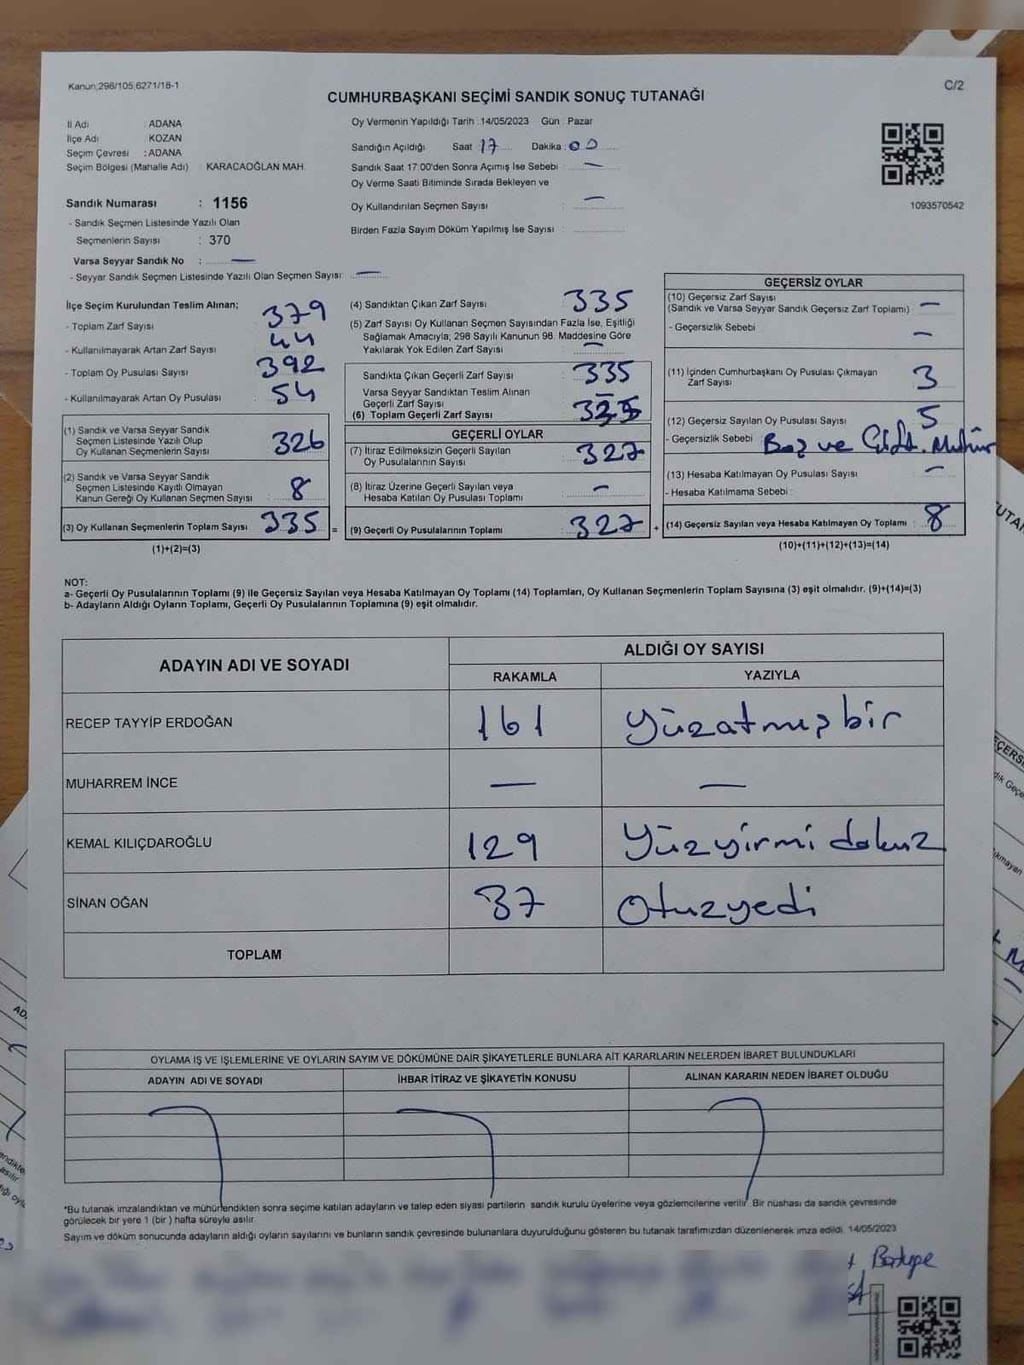 Kanun;298/105;6271/18-1
C/2
CUMHURBAŞKANI SEÇİMİ SANDIK SONUÇ TUTANAĞI
İl Adı : ADANA
İlçe Adı : KOZAN
Seçim Çevresi : ADANA
Seçim Bölgesi (Mahalle Adı) : KARACAOĞLAN MAH.
Sandık Numarası : 1156
- Sandık Seçmen Listesinde Yazılı Olan
Seçmenlerin Sayısı : 370
Varsa Seyyar Sandık No : —
- Seyyar Sandık Seçmen Listesinde Yazılı Olan Seçmen Sayısı: —
Oy Vermenin Yapıldığı Tarih :14/05/2023 Gün : Pazar
Sandığın Açıldığı Saat 17 Dakika : 00
Sandık Saat 17:00'den Sonra Açımış İse Sebebi : —
Oy Verme Saati Bitiminde Sırada Bekleyen ve
Oy Kullandırılan Seçmen Sayısı : —
Birden Fazla Sayım Döküm Yapılmış İse Sayısı :
1093570542
İlçe Seçim Kurulundan Teslim Alınan;
- Toplam Zarf Sayısı : 379
- Kullanılmayarak Artan Zarf Sayısı : 44
- Toplam Oy Pusulası Sayısı : 392
- Kullanılmayarak Artan Oy Pusulası : 54
(1) Sandık ve Varsa Seyyar Sandık
Seçmen Listesinde Yazılı Olup
Oy Kullanan Seçmenlerin Sayısı : 326
(2) Sandık ve Varsa Seyyar Sandık
Seçmen Listesinde Kayıtlı Olmayan
Kanun Gereği Oy Kullanan Seçmen Sayısı : 8
(3) Oy Kullanan Seçmenlerin Toplam Sayısı : 335 =
(1)+(2)=(3)
(4) Sandıktan Çıkan Zarf Sayısı : 335
(5) Zarf Sayısı Oy Kullanan Seçmen Sayısından Fazla İse, Eşitliği
Sağlamak Amacıyla; 298 Sayılı Kanunun 98. Maddesine Göre
Yakılarak Yok Edilen Zarf Sayısı : —
Sandıkta Çıkan Geçerli Zarf Sayısı : 335
Varsa Seyyar Sandıktan Teslim Alınan
Geçerli Zarf Sayısı : —
(6) Toplam Geçerli Zarf Sayısı : 335
GEÇERLİ OYLAR
(7) İtiraz Edilmeksizin Geçerli Sayılan
Oy Pusulalarının Sayısı : 327
(8) İtiraz Üzerine Geçerli Sayılan veya
Hesaba Katılan Oy Pusulası Toplamı : —
(9) Geçerli Oy Pusulalarının Toplamı : 327 +
GEÇERSİZ OYLAR
(10) Geçersiz Zarf Sayısı
(Sandık ve Varsa Seyyar Sandık Geçersiz Zarf Toplamı) : —
- Geçersizlik Sebebi : —
(11) İçinden Cumhurbaşkanı Oy Pusulası Çıkmayan
Zarf Sayısı : 3
(12) Geçersiz Sayılan Oy Pusulası Sayısı : 5
- Geçersizlik Sebebi : Boş ve Çift. Mühür
(13) Hesaba Katılmayan Oy Pusulası Sayısı : —
- Hesaba Katılmama Sebebi :
(14) Geçersiz Sayılan veya Hesaba Katılmayan Oy Toplamı : 8
(10)+(11)+(12)+(13)=(14)
NOT:
a- Geçerli Oy Pusulalarının Toplamı (9) ile Geçersiz Sayılan veya Hesaba Katılmayan Oy Toplamı (14) Toplamları, Oy Kullanan Seçmenlerin Toplam Sayısına (3) eşit olmalıdır. (9)+(14)=(3)
b- Adayların Aldığı Oyların Toplamı, Geçerli Oy Pusulalarının Toplamına (9) eşit olmalıdır.
ADAYIN ADI VE SOYADI
ALDIĞI OY SAYISI
RAKAMLA YAZIYLA
RECEP TAYYİP ERDOĞAN 161 Yüzatmışbir
MUHARREM İNCE — —
KEMAL KILIÇDAROĞLU 129 Yüzyirmi dokuz
SİNAN OĞAN 37 Otuzyedi
TOPLAM
OYLAMA İŞ VE İŞLEMLERİNE VE OYLARIN SAYIM VE DÖKÜMÜNE DAİR ŞİKAYETLERLE BUNLARA AİT KARARLARIN NELERDEN İBARET BULUNDUKLARI
ADAYIN ADI VE SOYADI İHBAR İTİRAZ VE ŞİKAYETİN KONUSU ALINAN KARARIN NEDEN İBARET OLDUĞU
*Bu tutanak imzalandıktan ve mühürlendikten sonra seçime katılan adayların ve talep eden siyasi partilerin sandık kurulu üyelerine veya gözlemcilerine verilir. Bir nüshası da sandık çevresinde
görülecek bir yere 1 (bir ) hafta süreyle asılır.
Sayım ve döküm sonucunda adayların aldığı oyların sayılarını ve bunların sandık çevresinde bulunanlara duyurulduğunu gösteren bu tutanak tarafımızdan düzenlenerek imza edildi. 14/05/2023